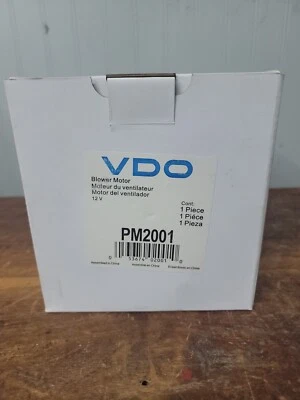 VDO
Blower Motor
Moteur du ventilateur
Motor del ventilador
12 V
Cont.
1 Piece
1 Pièce
1 Pieza
PM2001